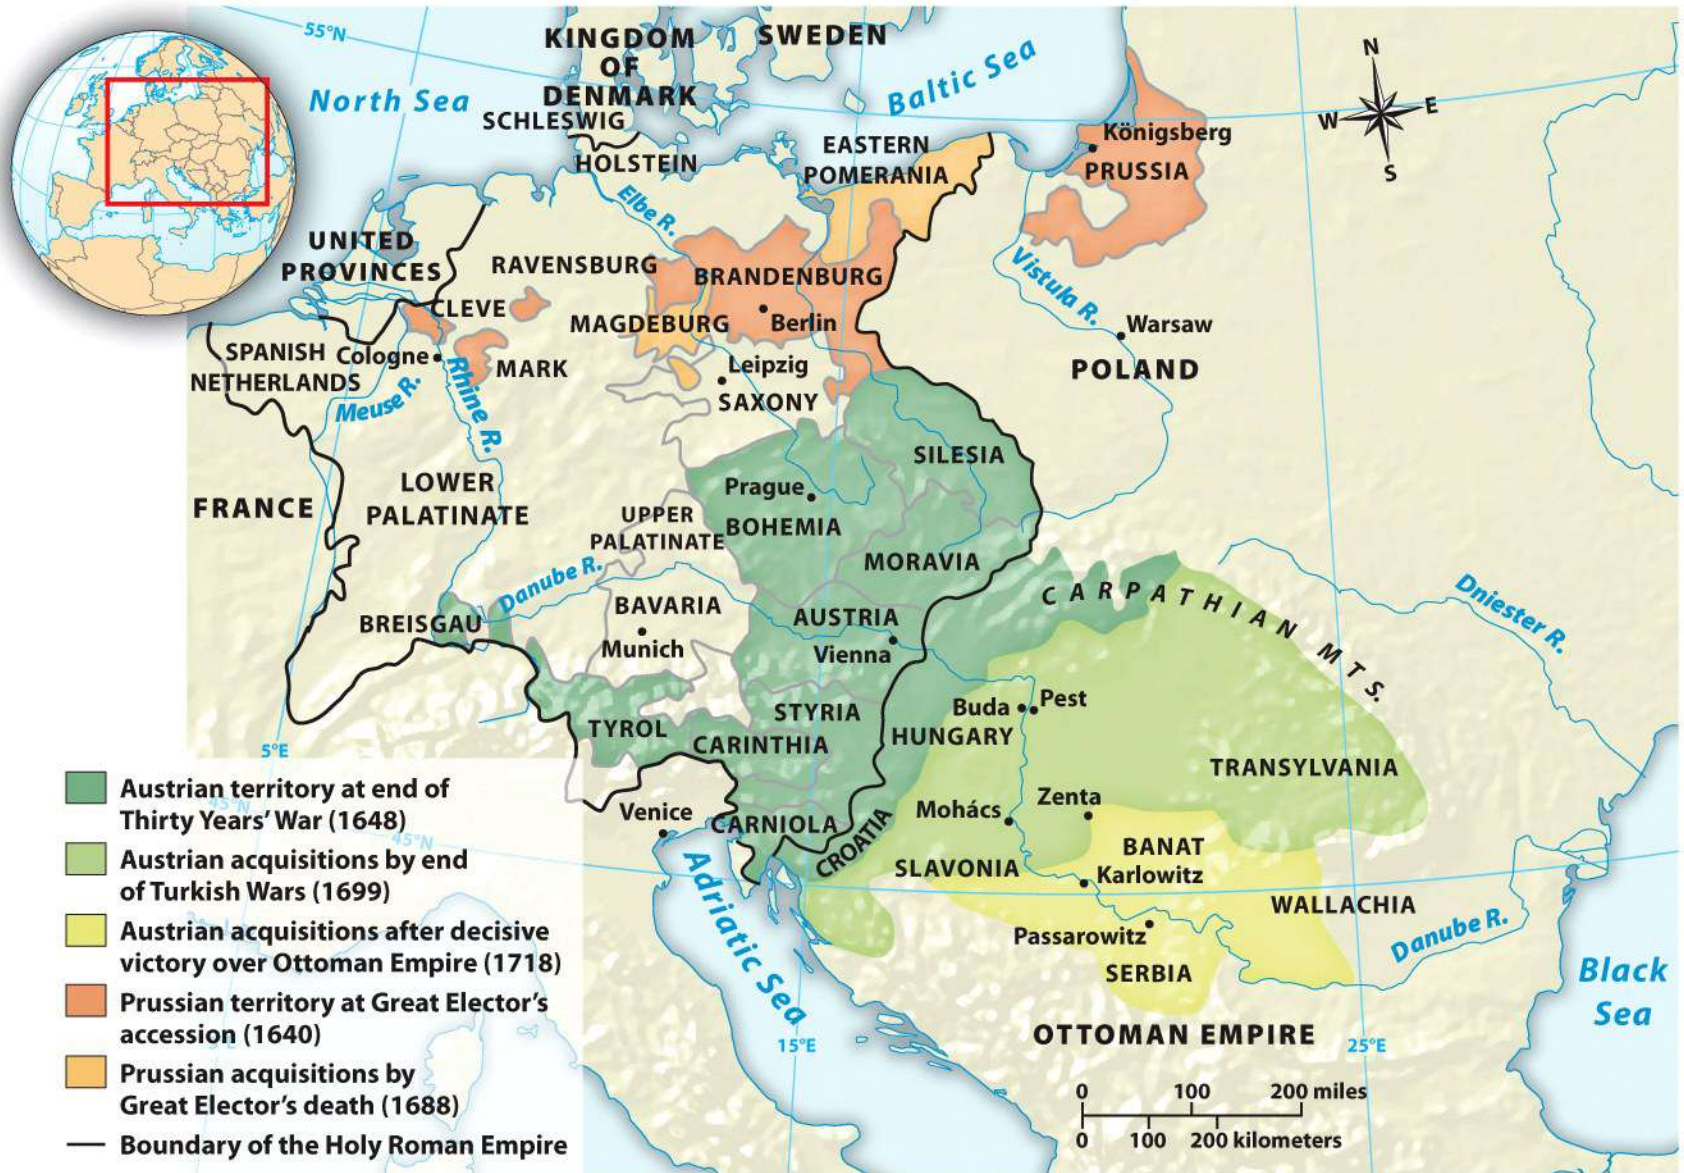 55°N
KINGDOM
OF
DENMARK
SWEDEN
North Sea
Baltic Sea
N
W
E
S
SCHLESWIG
HOLSTEIN
EASTERN
POMERANIA
Königsberg
PRUSSIA
Elbe R.
UNITED
PROVINCES
RAVENSBURG
BRANDENBURG
Vistula R.
CLEVE
MAGDEBURG
Berlin
Warsaw
SPANISH
NETHERLANDS
Cologne
MARK
Leipzig
POLAND
Meuse R.
Rhine R.
SAXONY
SILESIA
FRANCE
LOWER
PALATINATE
Prague
UPPER
PALATINATE
BOHEMIA
MORAVIA
Danube R.
CARPATHIAN MTS.
Dniester R.
BREISGAU
BAVARIA
Munich
AUSTRIA
Vienna
TYROL
STYRIA
CARINTHIA
Buda
Pest
HUNGARY
TRANSYLVANIA
5°E
Venice
CARNIOLA
CROATIA
Mohács
Zenta
SLAVONIA
BANAT
Karlowitz
WALLACHIA
Danube R.
Adriatic Sea
Passarowitz
SERBIA
Black
Sea
OTTOMAN EMPIRE
15°E
25°E
45°N
45°N
Austrian territory at end of
Thirty Years' War (1648)
Austrian acquisitions by end
of Turkish Wars (1699)
Austrian acquisitions after decisive
victory over Ottoman Empire (1718)
Prussian territory at Great Elector's
accession (1640)
Prussian acquisitions by
Great Elector's death (1688)
Boundary of the Holy Roman Empire
0 100 200 miles
0 100 200 kilometers